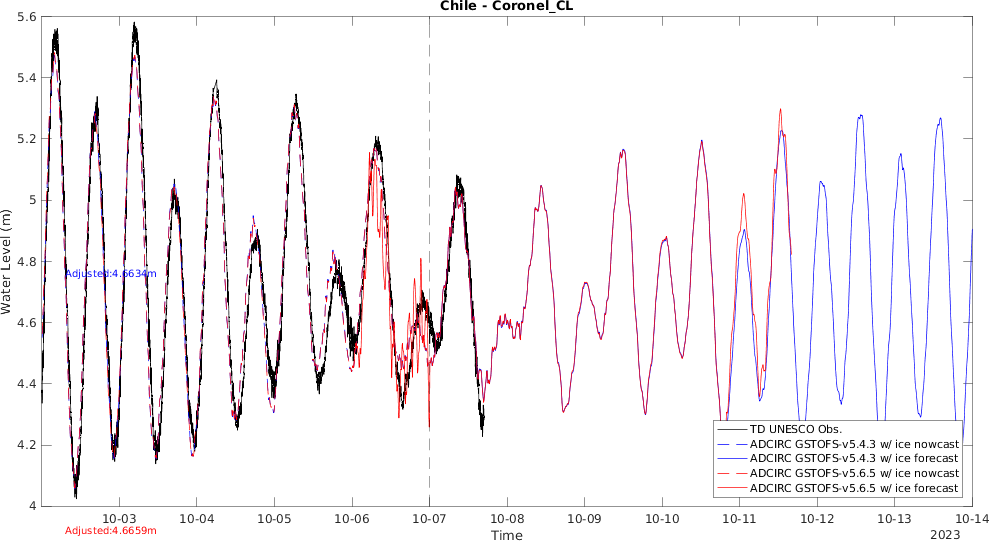 Chile - Coronel_CL
5.6
5.4
5.2
5
4.8
4.6
4.4
4.2
4
Water Level (m)
Adjusted:4.6634m
Adjusted:4.6659m
TD UNESCO Obs.
ADCIRC GSTOFS-v5.4.3 w/ ice nowcast
ADCIRC GSTOFS-v5.4.3 w/ ice forecast
ADCIRC GSTOFS-v5.6.5 w/ ice nowcast
ADCIRC GSTOFS-v5.6.5 w/ ice forecast
10-03 10-04 10-05 10-06 10-07 10-08 10-09 10-10 10-11 10-12 10-13 10-14
Time
2023